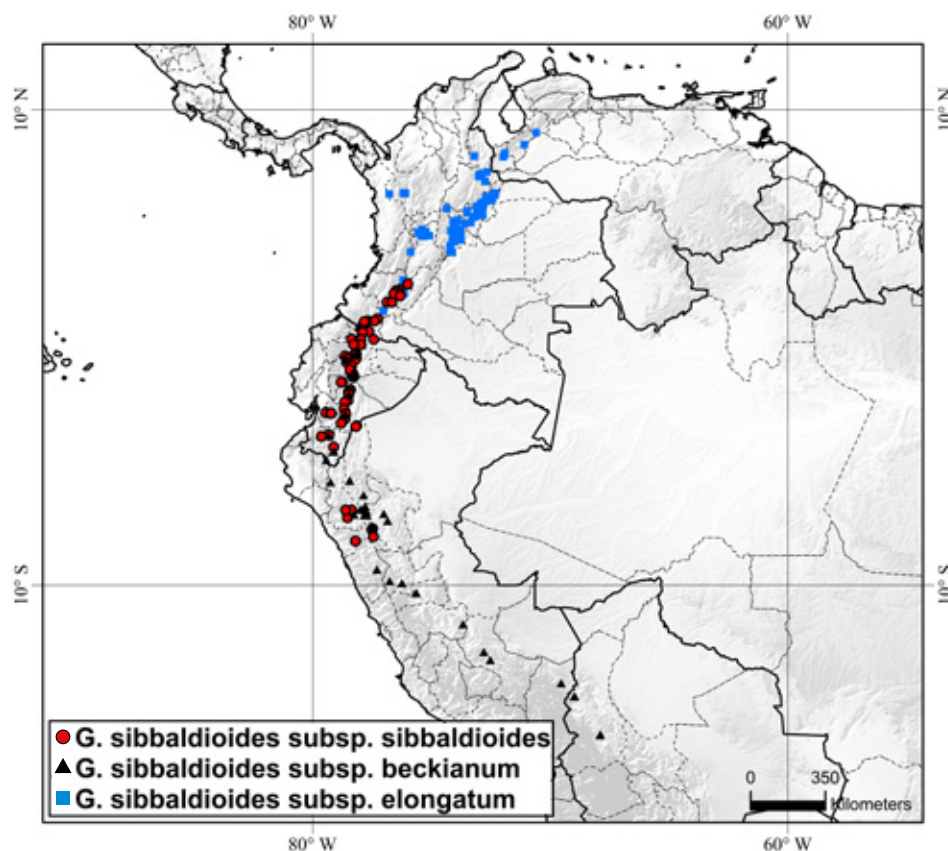 80° W 60° W
10° N 10° N
10° S 10° S
G. sibbaldioides subsp. sibbaldioides
G. sibbaldioides subsp. beckianum
G. sibbaldioides subsp. elongatum
0 350
Kilometers
80° W 60° W